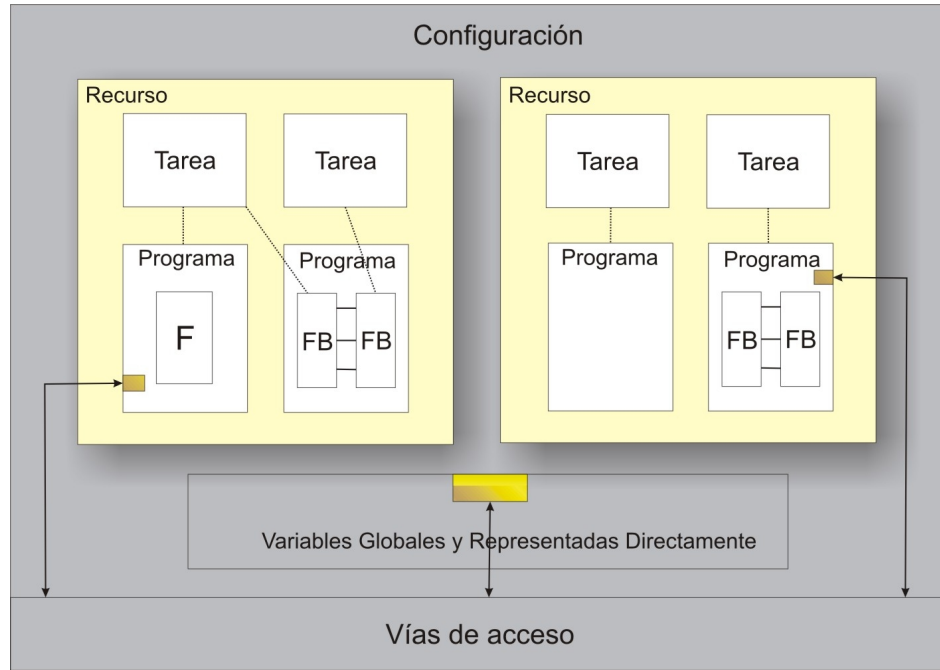 Configuración
Recurso
Tarea
Tarea
Programa
F
Programa
FB
FB
Recurso
Tarea
Tarea
Programa
Programa
FB
FB
Variables Globales y Representadas Directamente
Vías de acceso